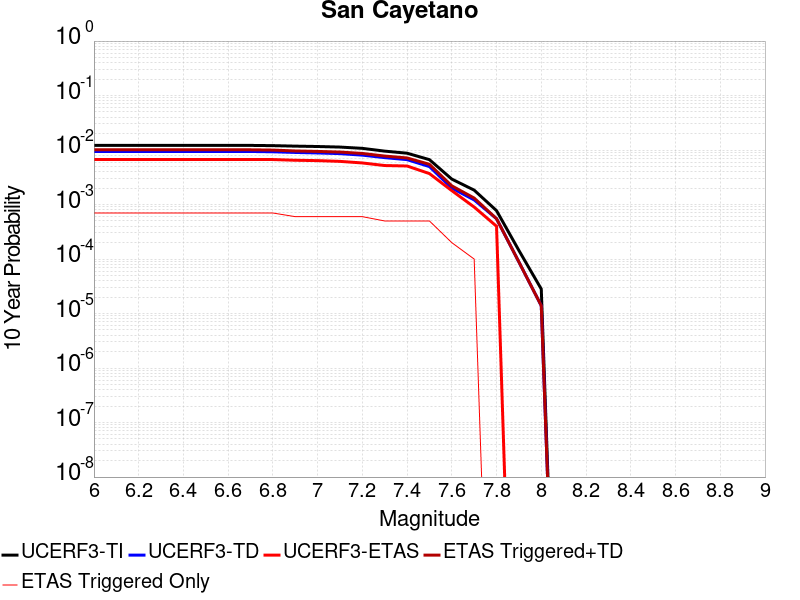 San Cayetano
10^0
10^-1
10^-2
10^-3
10^-4
10^-5
10^-6
10^-7
10^-8
10 Year Probability
6 6.2 6.4 6.6 6.8 7 7.2 7.4 7.6 7.8 8 8.2 8.4 8.6 8.8 9
Magnitude
UCERF3-TI UCERF3-TD UCERF3-ETAS ETAS Triggered+TD
ETAS Triggered Only